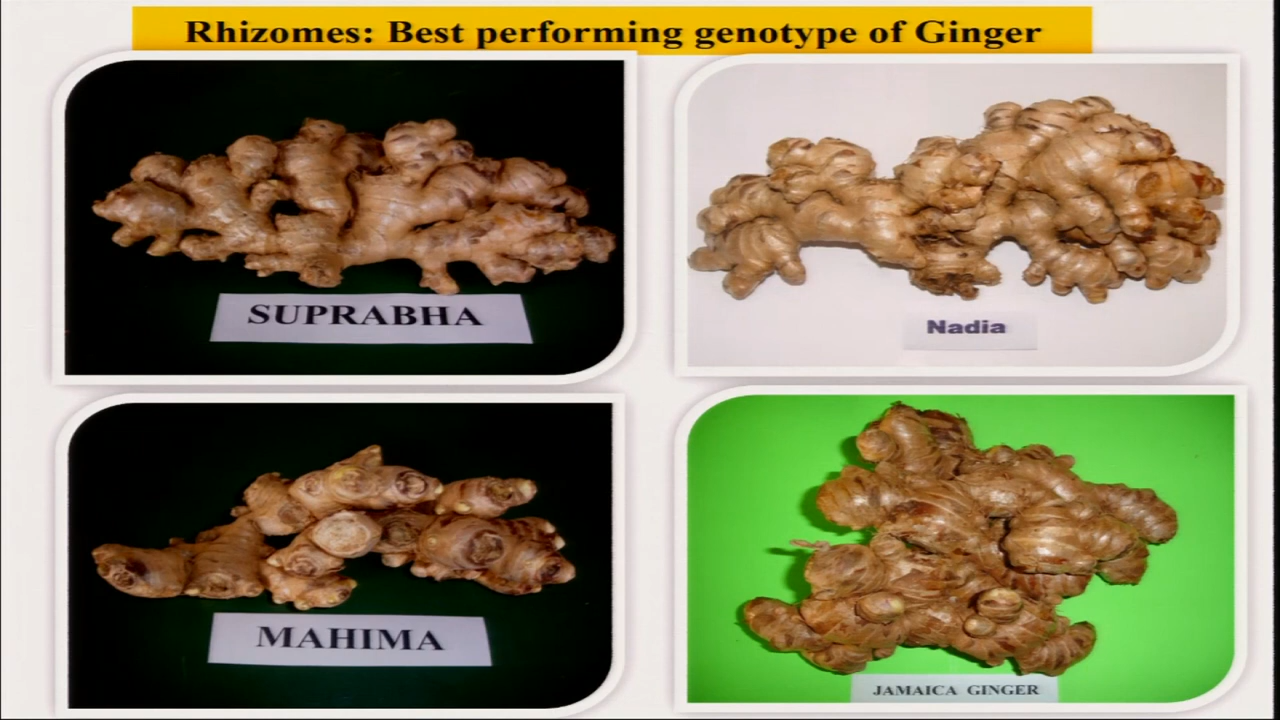 Rhizomes: Best performing genotype of Ginger
SUPRABHA
Nadia
MAHIMA
JAMAICA GINGER